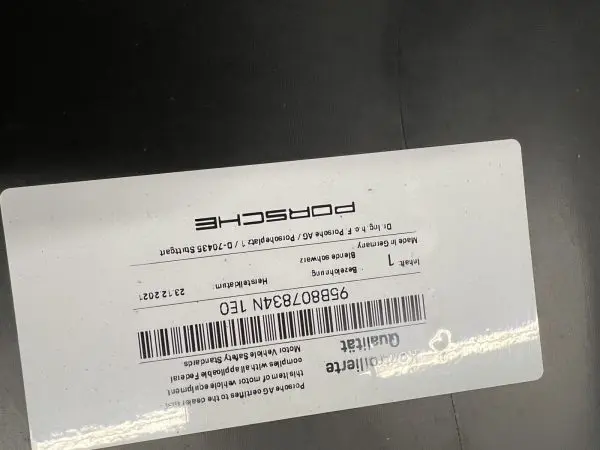 Kontrollierte
Qualität
Porsche AG certifies to the dealer that
this item of motor vehicle equipment
complies with all applicable Federal
Motor Vehicle Safety Standards
95B807834N 1E0
Bezeichnung
Blende schwarz
Herstelldatum
23.12.2021
Inhalt: 1
Made in Germany
Dr. Ing. h.c. F. Porsche AG / Porscheplatz 1 / D-70435 Stuttgart
PORSCHE